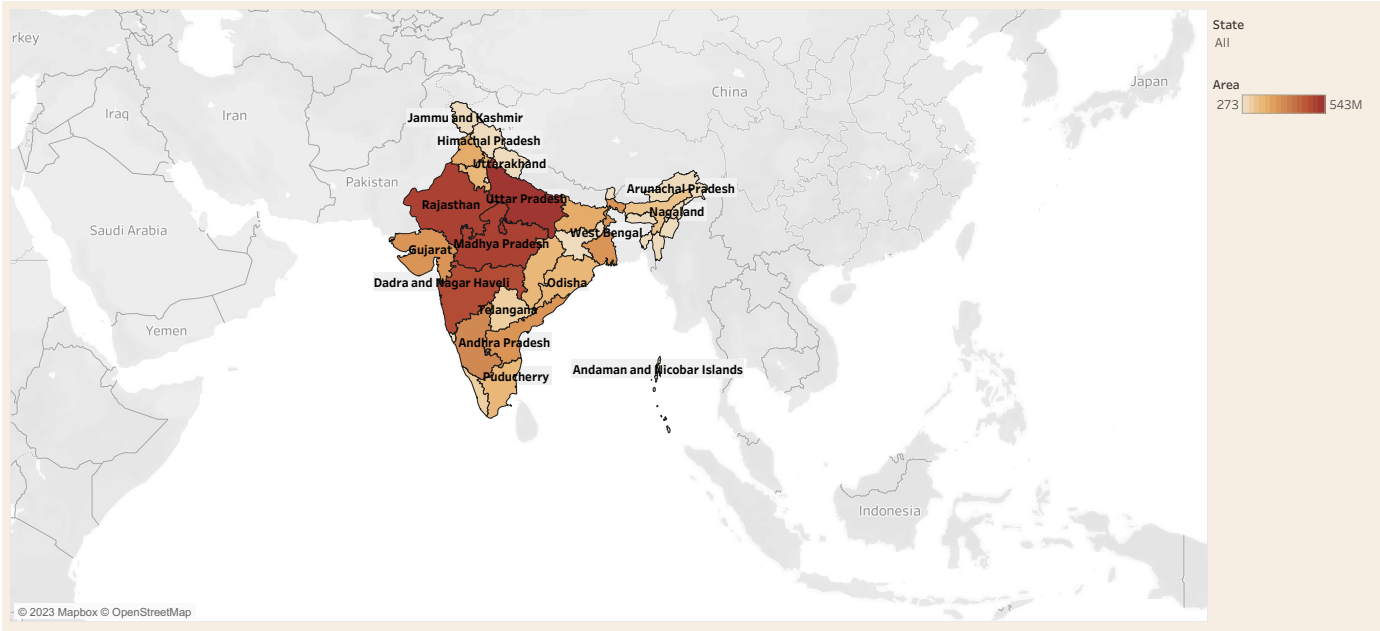 State
All
Area
273 543M
rkey
Japan
China
Iraq
Iran
Jammu and Kashmir
Himachal Pradesh
Uttarakhand
Pakistan
Arunachal Pradesh
Uttar Pradesh
Rajasthan
Nagaland
Saudi Arabia
West Bengal
Madhya Pradesh
Gujarat
Dadra and Nagar Haveli
Odisha
Telangana
Yemen
Andhra Pradesh
Andaman and Nicobar Islands
Puducherry
Indonesia
© 2023 Mapbox © OpenStreetMap